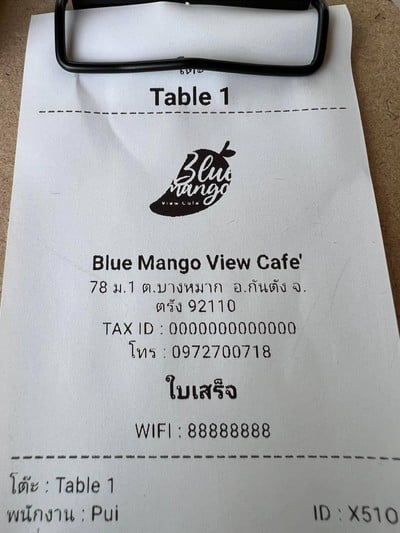 โต๊ะ
Table 1
Blue
mango
View Cafe
Blue Mango View Cafe'
78 ม.1 ต.บางหมาก อ.กันตัง จ.
ตรัง 92110
TAX ID : 0000000000000
โทร : 0972700718
ใบเสร็จ
WIFI : 88888888
โต๊ะ : Table 1
พนักงาน : Pui ID : X510